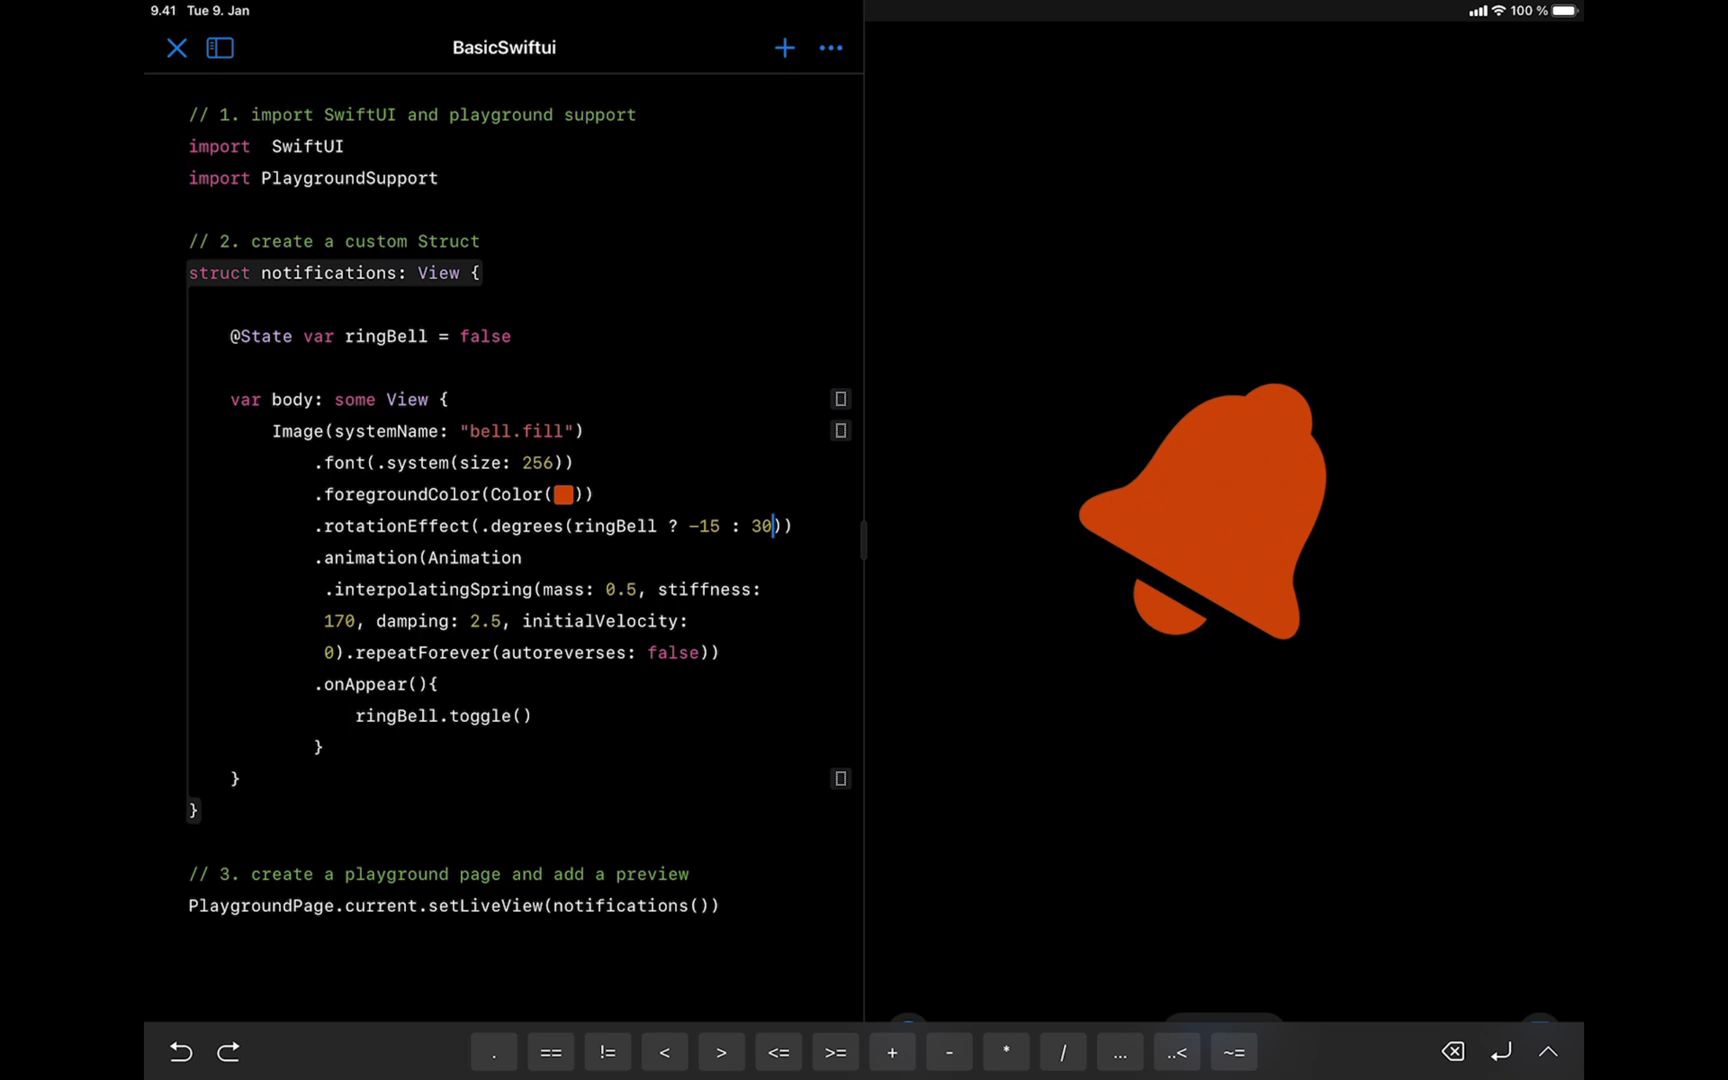 9.41 Tue 9. Jan
100 %
BasicSwiftui
// 1. import SwiftUI and playground support
import  SwiftUI
import PlaygroundSupport
// 2. create a custom Struct
struct notifications: View {
@State var ringBell = false
var body: some View {
Image(systemName: "bell.fill")
.font(.system(size: 256))
.foregroundColor(Color())
.rotationEffect(.degrees(ringBell ? -15 : 30))
.animation(Animation
.interpolatingSpring(mass: 0.5, stiffness:
170, damping: 2.5, initialVelocity:
0).repeatForever(autoreverses: false))
.onAppear(){
ringBell.toggle()
}
}
}
// 3. create a playground page and add a preview
PlaygroundPage.current.setLiveView(notifications())
. == != < > <= >= + - * / ... ..< ~=